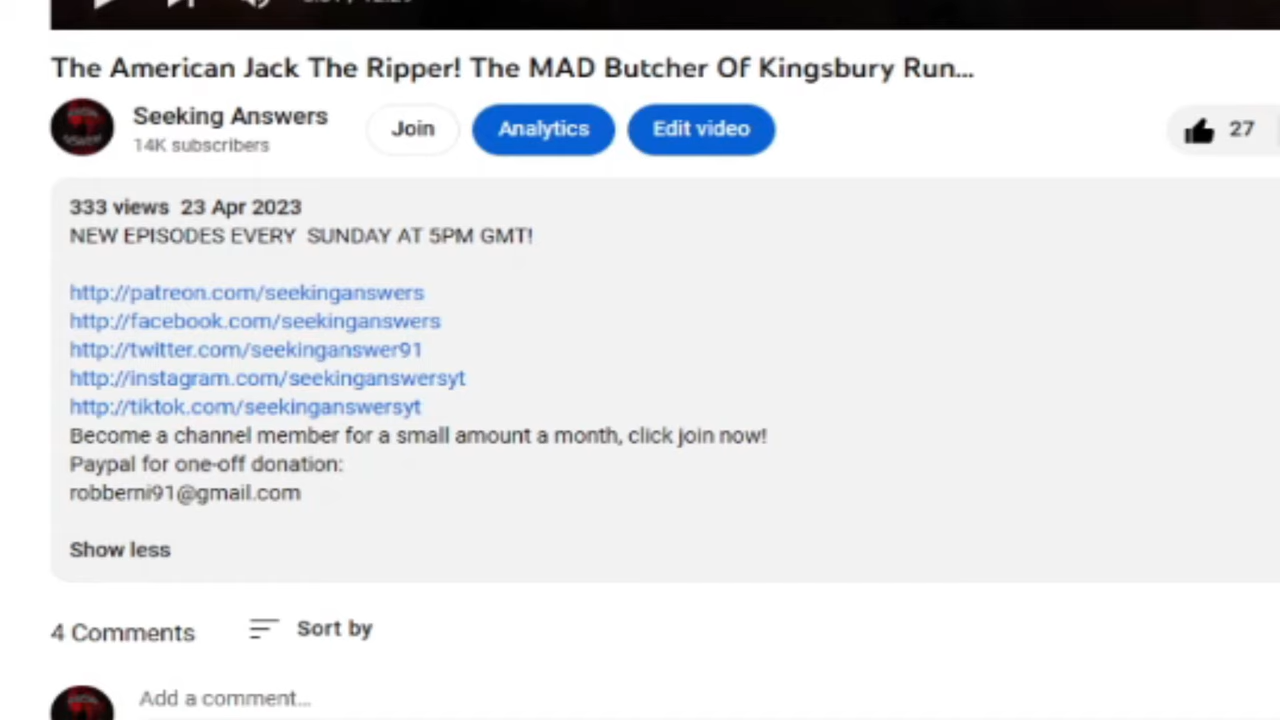 The American Jack The Ripper! The MAD Butcher Of Kingsbury Run...
Seeking Answers
14K subscribers
Join
Analytics
Edit video
27
333 views 23 Apr 2023
NEW EPISODES EVERY SUNDAY AT 5PM GMT!
http://patreon.com/seekinganswers
http://facebook.com/seekinganswers
http://twitter.com/seekinganswer91
http://instagram.com/seekinganswersyt
http://tiktok.com/seekinganswersyt
Become a channel member for a small amount a month, click join now!
Paypal for one-off donation:
robberni91@gmail.com
Show less
4 Comments
Sort by
Add a comment...